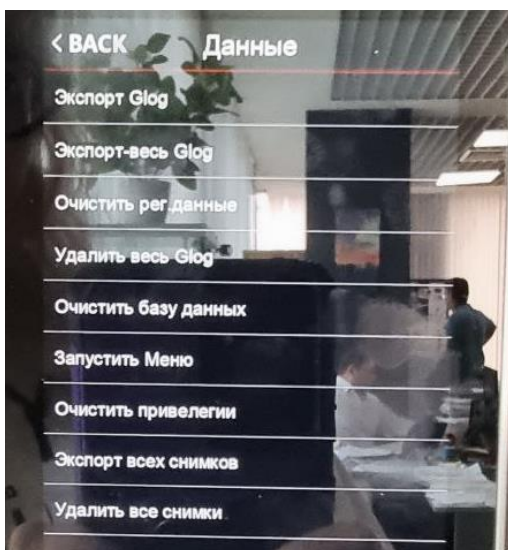 < BACK Данные
Экспорт Glog
Экспорт-весь Glog
Очистить рег.данные
Удалить весь Glog
Очистить базу данных
Запустить Меню
Очистить привелегии
Экспорт всех снимков
Удалить все снимки